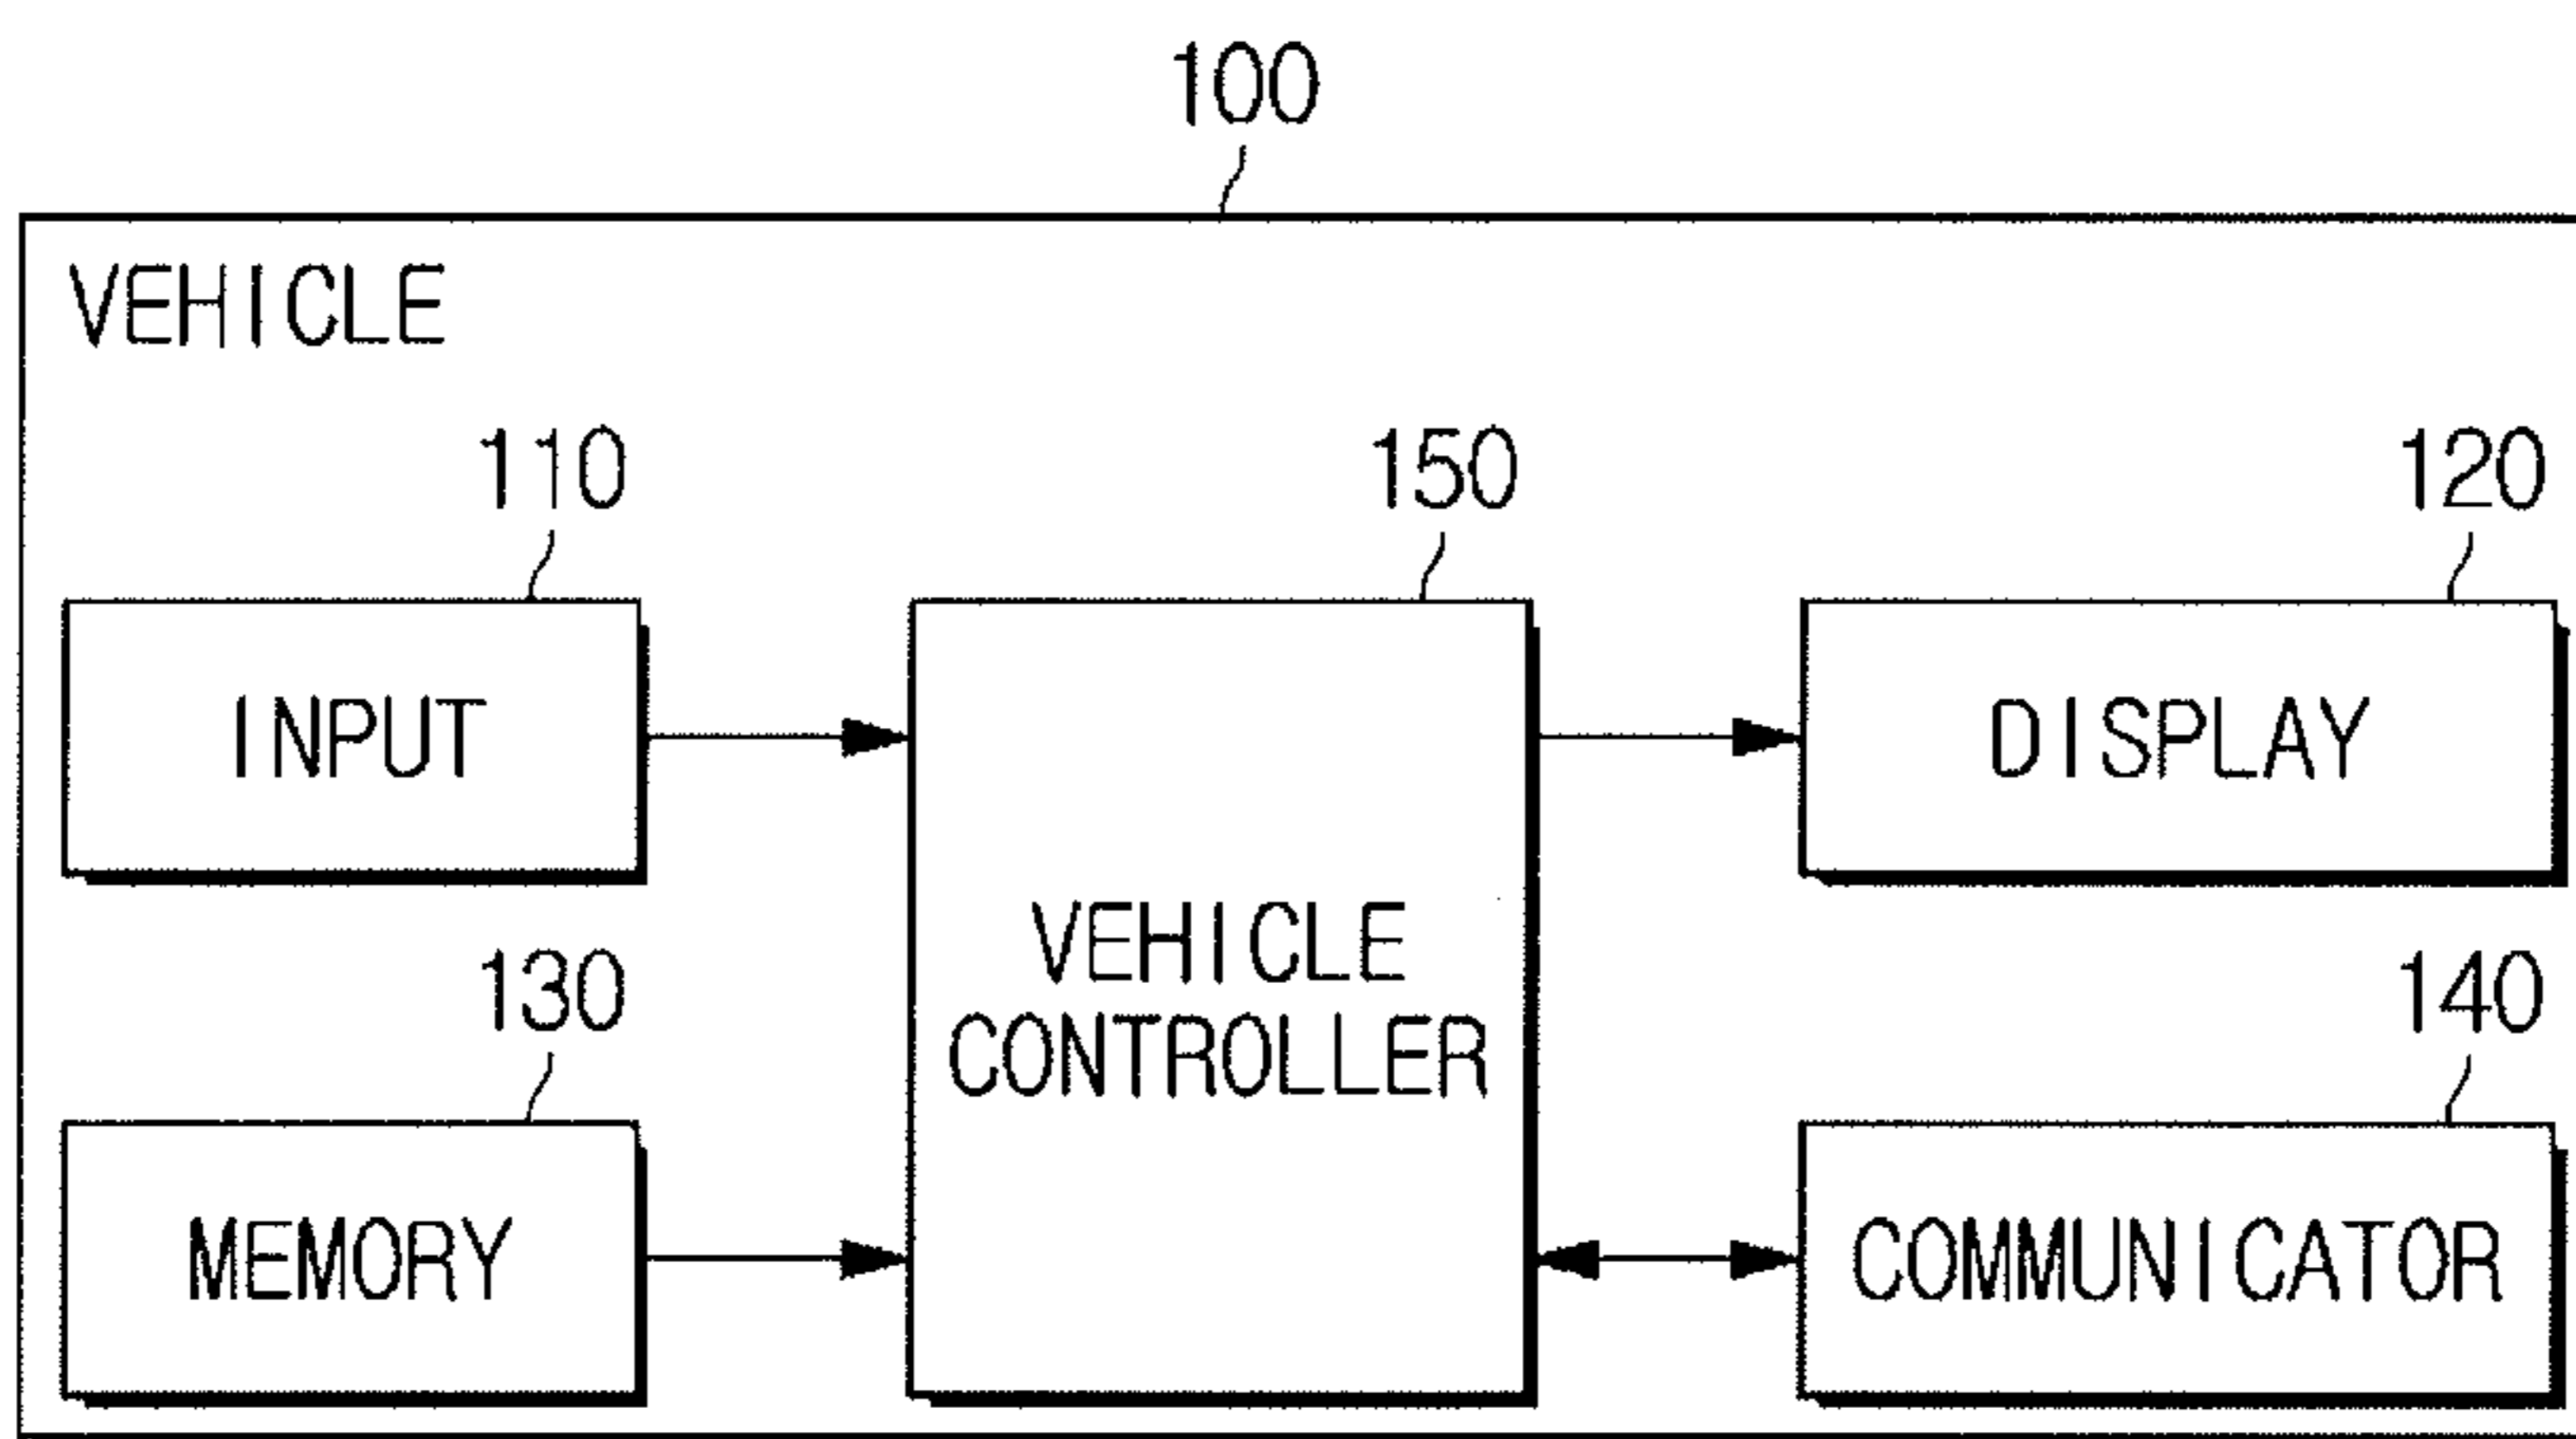 100
VEHICLE
110
150
120
INPUT
DISPLAY
VEHICLE
CONTROLLER
130
140
MEMORY
COMMUNICATOR